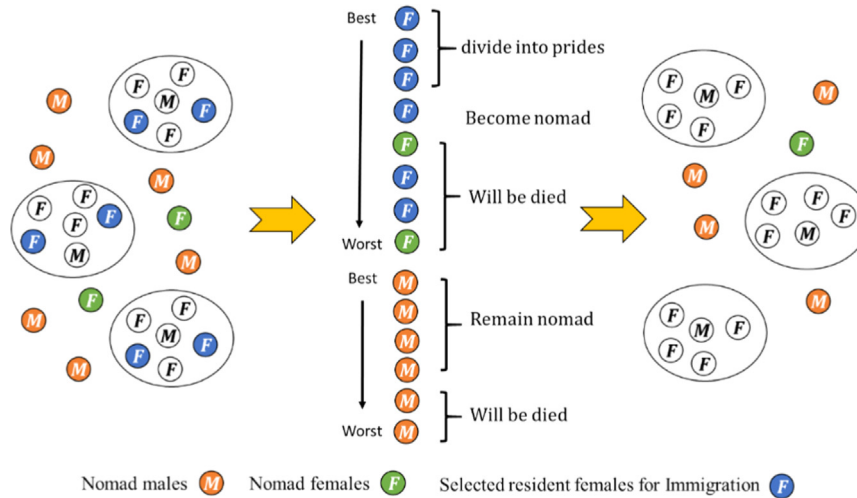 F
F
M
F
F
F
M
M
M
F
M
F
F
F
F
F
M
F
M
M
F
F
M
F
F
F
Best
F
F
F
F
F
F
F
F
Worst
divide into prides
Become nomad
Will be died
Best
M
M
M
M
M
M
Worst
Remain nomad
Will be died
F
M
F
F
F
M
F
M
M
F
F
F
F
M
M
F
M
F
F
F
Nomad males M
Nomad females F
Selected resident females for Immigration F